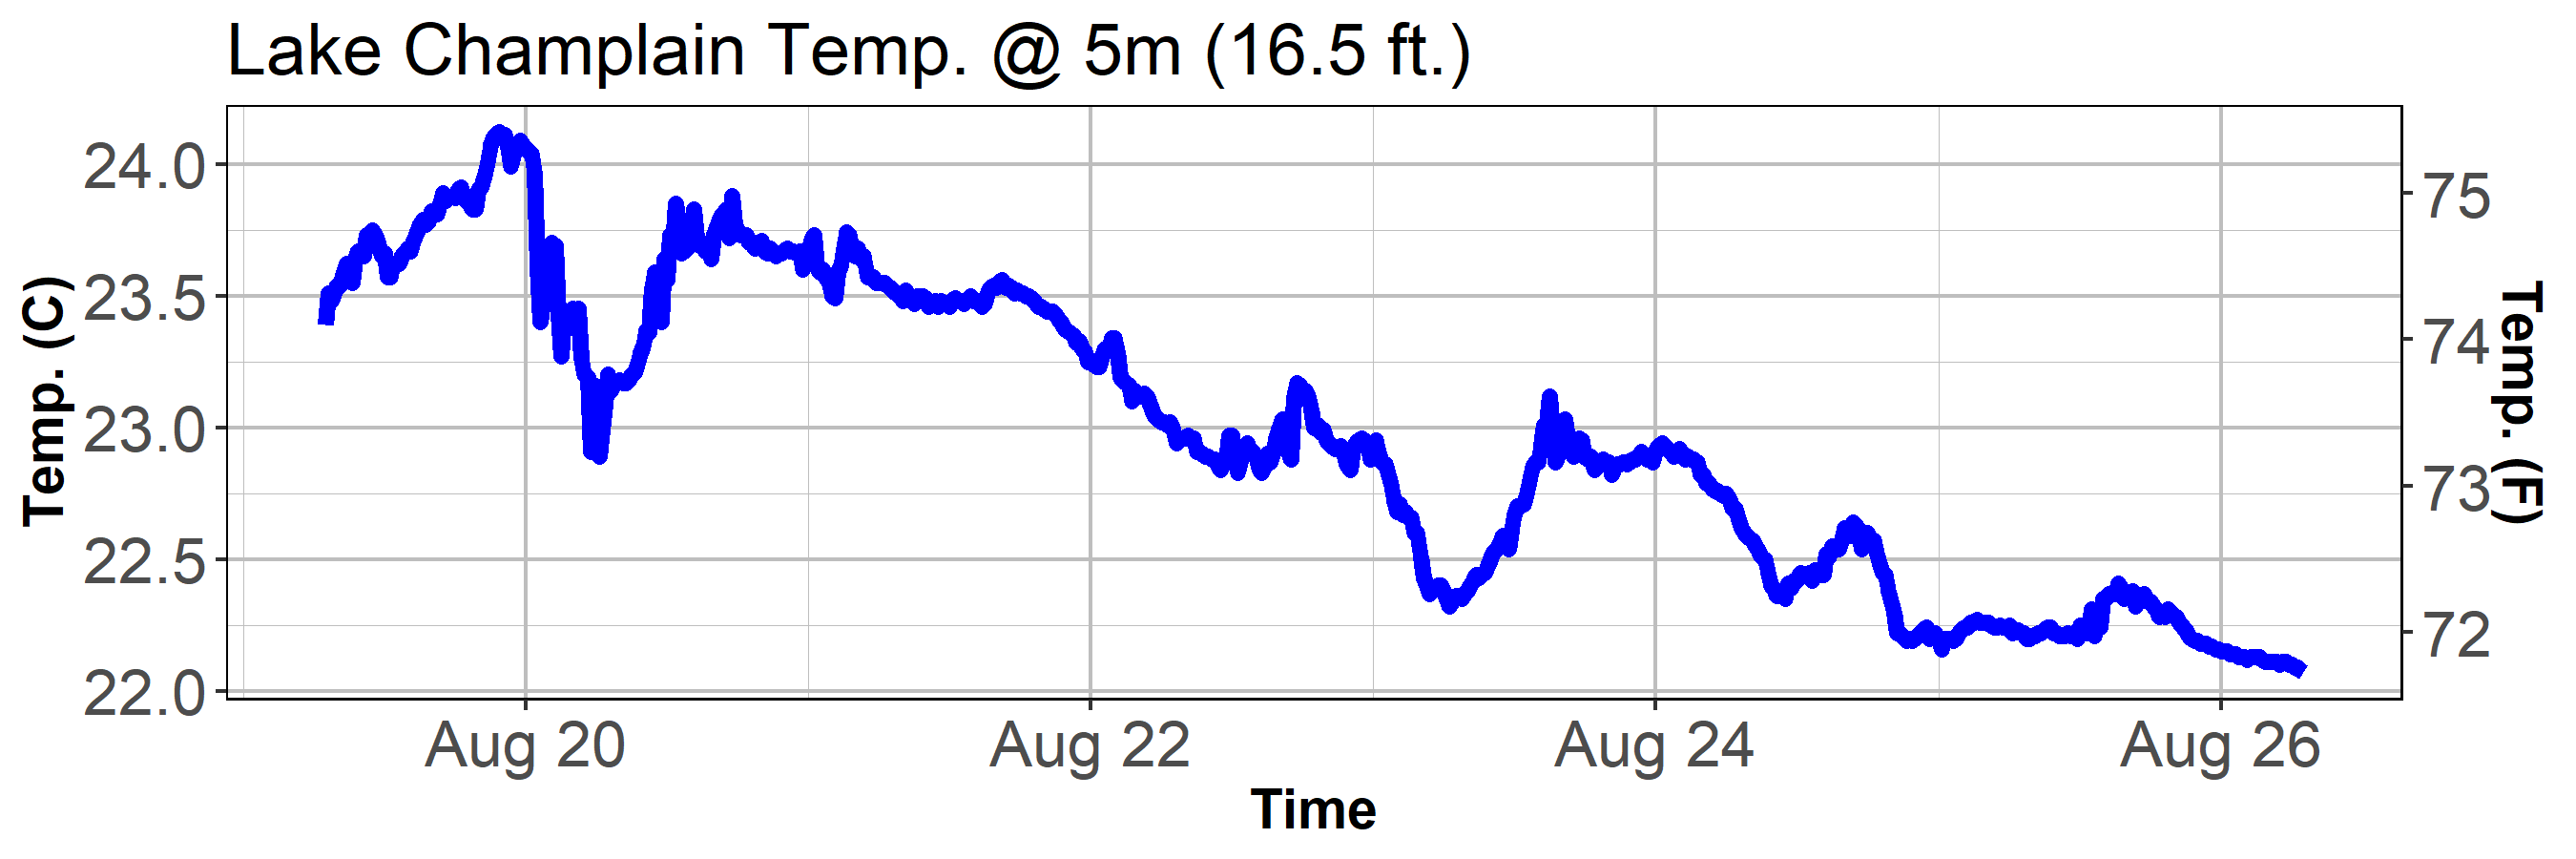 Lake Champlain Temp. @ 5m (16.5 ft.)
Temp. (C)
24.0
23.5
23.0
22.5
22.0
75
74
73
72
Temp. (F)
Aug 20 Aug 22 Aug 24 Aug 26
Time